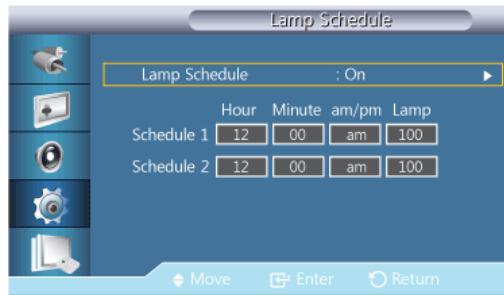 Lamp Schedule
Lamp Schedule : On
Hour Minute am/pm Lamp
Schedule 1 12 00 am 100
Schedule 2 12 00 am 100
Move Enter Return